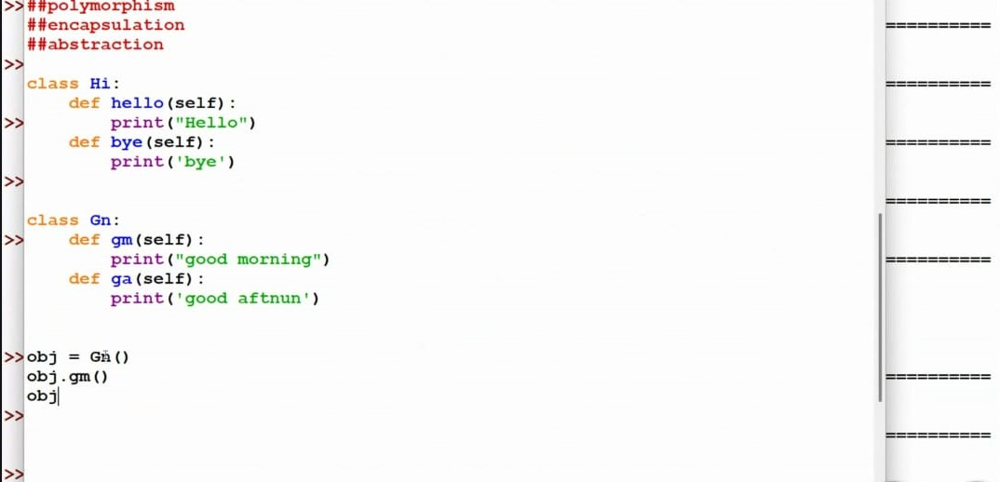 >> ##polymorphism
##encapsulation
##abstraction
>>
class Hi:
    def hello(self):
>>         print("Hello")
    def bye(self):
        print('bye')
>>
class Gn:
>>     def gm(self):
        print("good morning")
    def ga(self):
        print('good aftnun')
>> obj = Gn()
obj.gm()
obj
>>
>>
==========
==========
==========
==========
==========
==========
==========